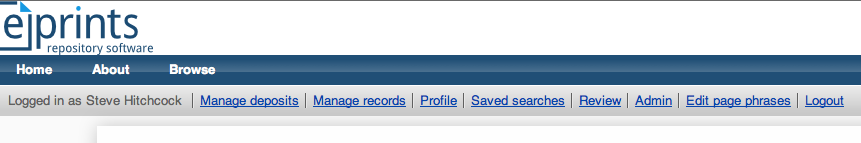 eprints
repository software
Home About Browse
Logged in as Steve Hitchcock | Manage deposits | Manage records | Profile | Saved searches | Review | Admin | Edit page phrases | Logout